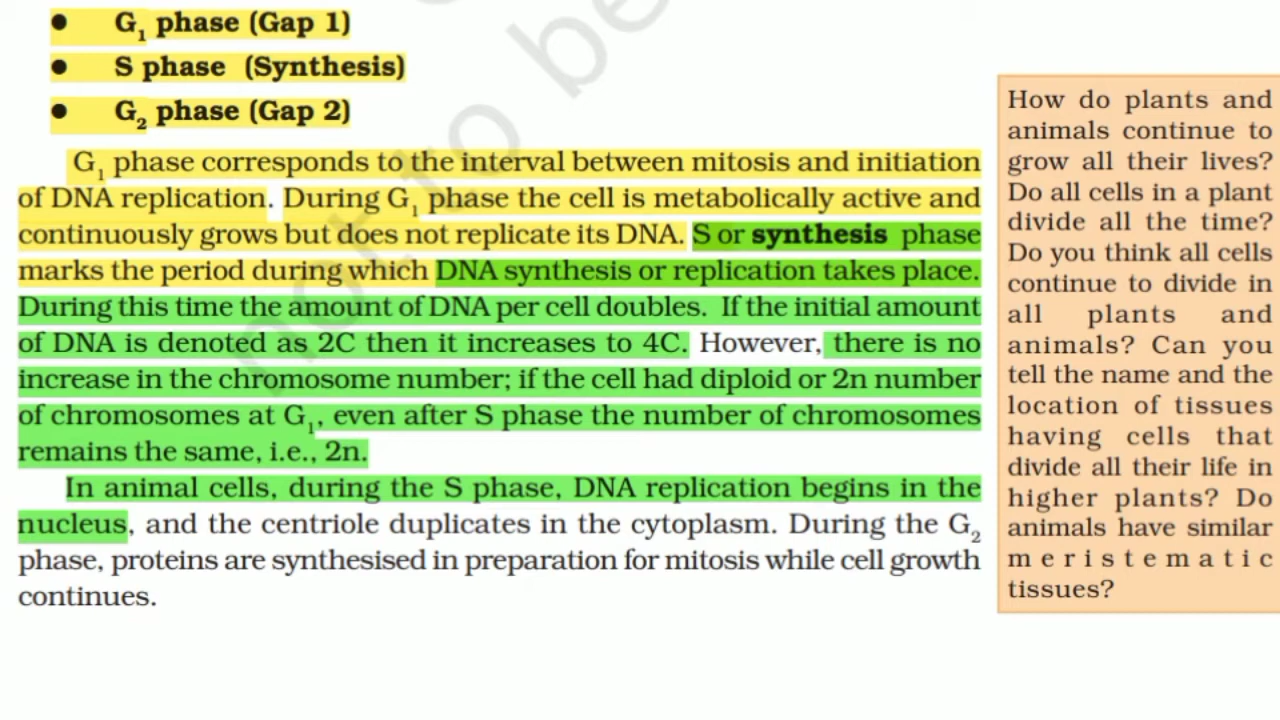 ● G₁ phase (Gap 1)
● S phase (Synthesis)
● G₂ phase (Gap 2)
G₁ phase corresponds to the interval between mitosis and initiation
of DNA replication. During G₁ phase the cell is metabolically active and
continuously grows but does not replicate its DNA. S or synthesis phase
marks the period during which DNA synthesis or replication takes place.
During this time the amount of DNA per cell doubles. If the initial amount
of DNA is denoted as 2C then it increases to 4C. However, there is no
increase in the chromosome number; if the cell had diploid or 2n number
of chromosomes at G₁, even after S phase the number of chromosomes
remains the same, i.e., 2n.
In animal cells, during the S phase, DNA replication begins in the
nucleus, and the centriole duplicates in the cytoplasm. During the G₂
phase, proteins are synthesised in preparation for mitosis while cell growth
continues.
How do plants and
animals continue to
grow all their lives?
Do all cells in a plant
divide all the time?
Do you think all cells
continue to divide in
all plants and
animals? Can you
tell the name and the
location of tissues
having cells that
divide all their life in
higher plants? Do
animals have similar
meristematic
tissues?
not to be